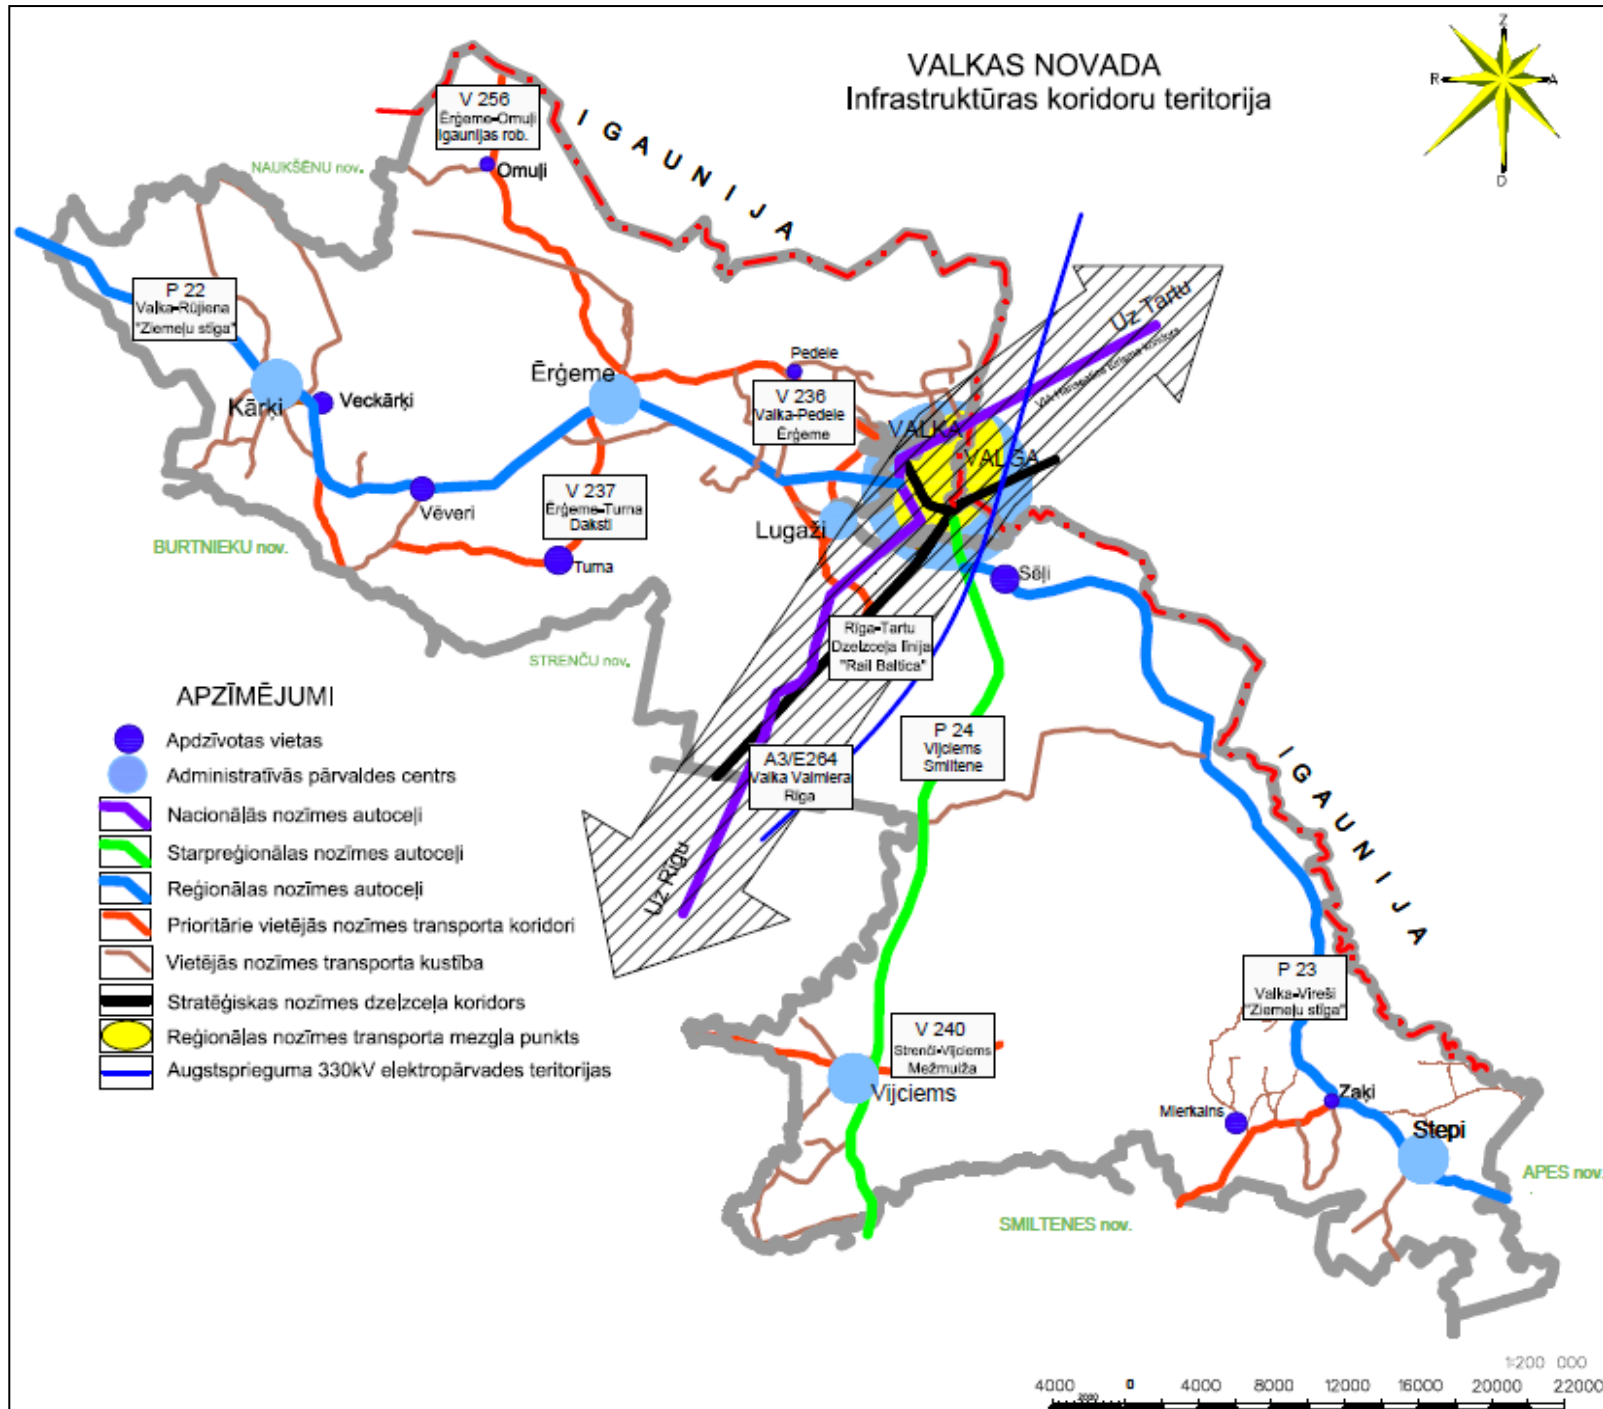 VALKAS NOVADA
Infrastruktūras koridoru teritorija
Z
R
A
D
V 256
Ērģeme-Omuļi
Igaunijas rob.
Omuļi
IGAUNIJA
NAUKŠĒNU nov.
P 22
Valka-Rūjiena
"Ziemeļu stīga"
Kārķi
Veckārķi
Ērģeme
Pedele
V 236
Valka-Pedele
Ērģeme
VALKA
VALGA
Uz Tartu
V 237
Ērģeme-Turna
Daksti
Vēveri
Turna
Lugaži
Sēļi
BURTNIEKU nov.
STRENČU nov.
Rīga-Tartu
Dzelzceļa līnija
"Rail Baltica"
P 24
Vijciems
Smiltene
A3/E264
Valka Valmiera
Rīga
Uz Rīgu
IGAUNIJA
P 23
Valka-Vireši
"Ziemeļu stīga"
V 240
Strenči-Vijciems
Mežmuiža
Vijciems
Mierkalns
Zaķi
Stepi
APES nov.
SMILTENES nov.
APZĪMĒJUMI
Apdzīvotas vietas
Administratīvās pārvaldes centrs
Nacionālās nozīmes autoceļi
Starpreģionālas nozīmes autoceļi
Reģionālas nozīmes autoceļi
Prioritārie vietējās nozīmes transporta koridori
Vietējās nozīmes transporta kustība
Stratēģiskas nozīmes dzelzceļa koridors
Reģionālas nozīmes transporta mezgla punkts
Augstsprieguma 330kV elektropārvades teritorijas
1:200 000
4000 2000 0 4000 8000 12000 16000 20000 22000